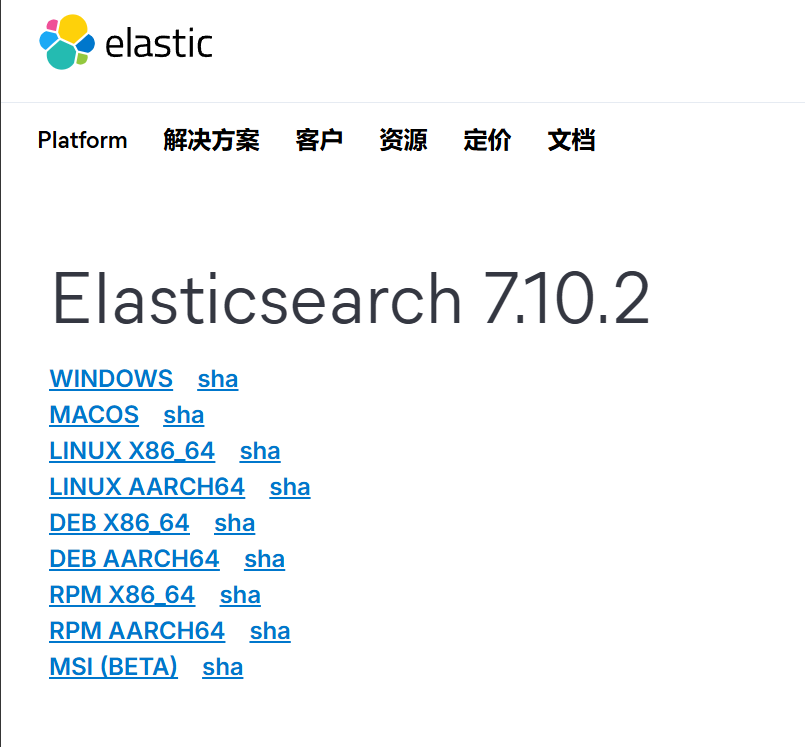 elastic
Platform 解决方案 客户 资源 定价 文档
Elasticsearch 7.10.2
WINDOWS sha
MACOS sha
LINUX X86_64 sha
LINUX AARCH64 sha
DEB X86_64 sha
DEB AARCH64 sha
RPM X86_64 sha
RPM AARCH64 sha
MSI (BETA) sha